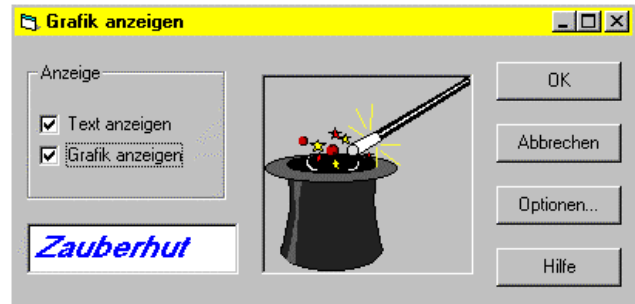 Grafik anzeigen
Anzeige
Text anzeigen
Grafik anzeigen
Zauberhut
OK
Abbrechen
Optionen...
Hilfe